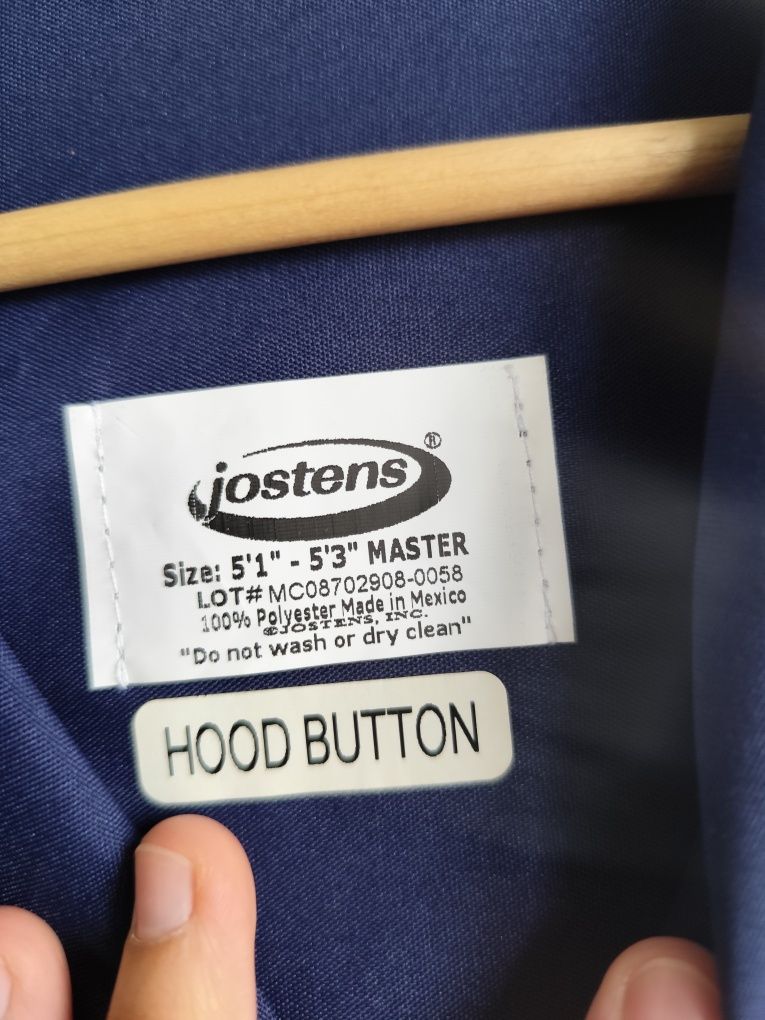 jostens®
Size: 5'1" - 5'3" MASTER
LOT# MC08702908-0058
100% Polyester Made in Mexico
©JOSTENS, INC.
"Do not wash or dry clean"
HOOD BUTTON